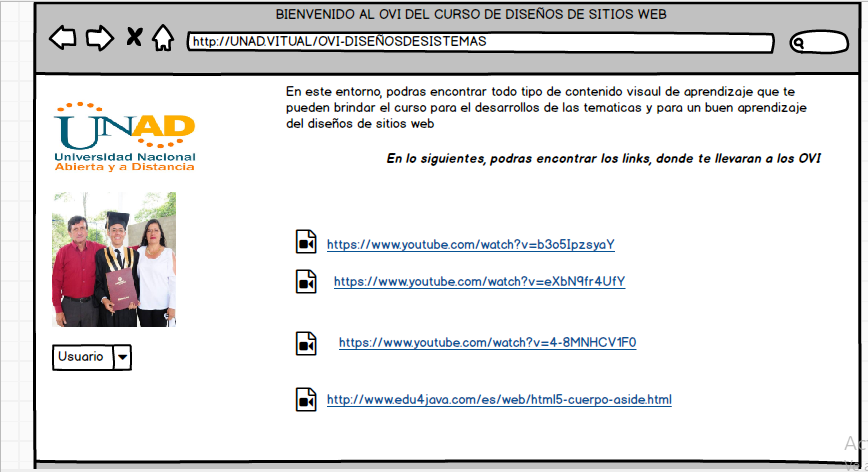 BIENVENIDO AL OVI DEL CURSO DE DISEÑOS DE SITIOS WEB
http://UNAD.VITUAL/OVI-DISEÑOSDESISTEMAS
En este entorno, podras encontrar todo tipo de contenido visaul de aprendizaje que te
pueden brindar el curso para el desarrollos de las tematicas y para un buen aprendizaje
del diseños de sitios web
En lo siguientes, podras encontrar los links, donde te llevaran a los OVI
UNAD
Universidad Nacional
Abierta y a Distancia
https://www.youtube.com/watch?v=b3o5IpzsyaY
https://www.youtube.com/watch?v=eXbN9fr4UfY
https://www.youtube.com/watch?v=4-8MNHCV1F0
Usuario
http://www.edu4java.com/es/web/html5-cuerpo-aside.html